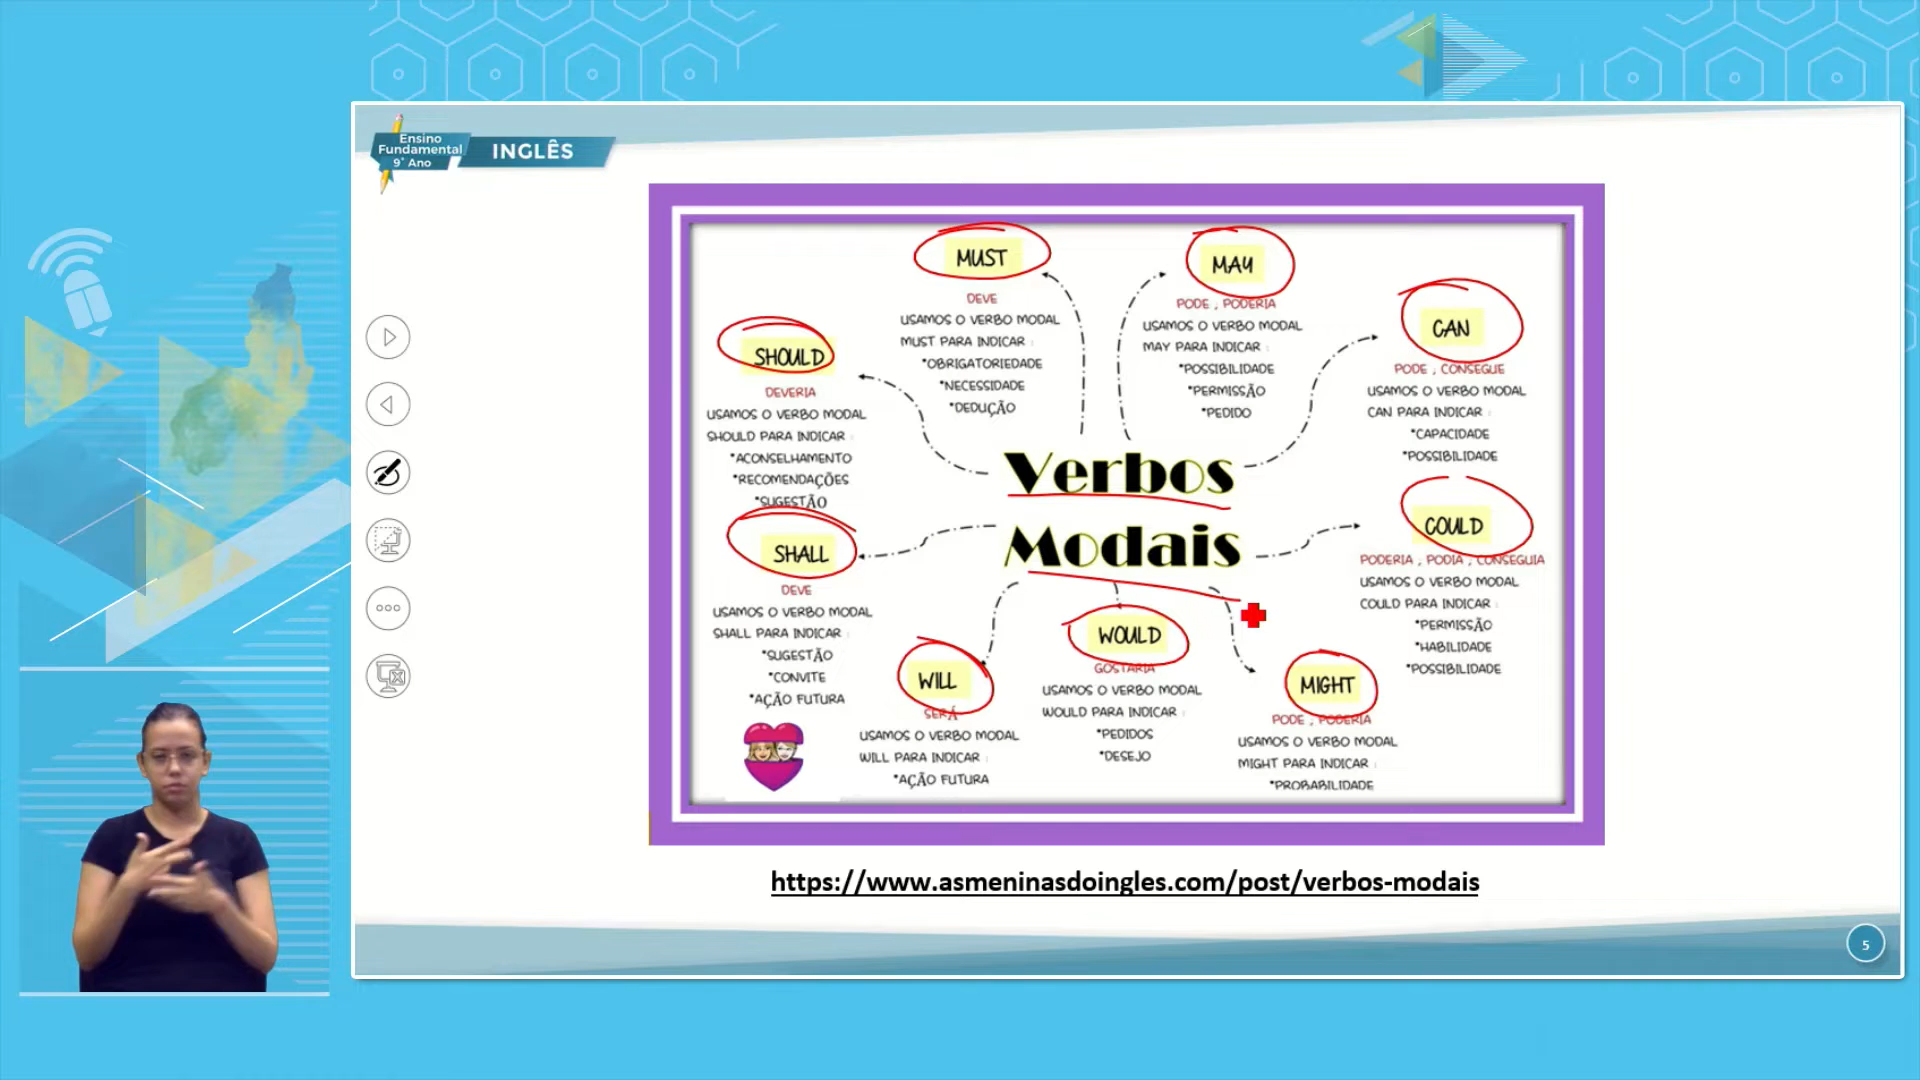 Ensino
Fundamental
9° Ano
INGLÊS
MUST
DEVE
USAMOS O VERBO MODAL
MUST PARA INDICAR :
*OBRIGATORIEDADE
*NECESSIDADE
*DEDUÇÃO
MAY
PODE , PODERIA
USAMOS O VERBO MODAL
MAY PARA INDICAR :
*POSSIBILIDADE
*PERMISSÃO
*PEDIDO
CAN
PODE , CONSEGUE
USAMOS O VERBO MODAL
CAN PARA INDICAR :
*CAPACIDADE
*POSSIBILIDADE
SHOULD
DEVERIA
USAMOS O VERBO MODAL
SHOULD PARA INDICAR :
*ACONSELHAMENTO
*RECOMENDAÇÕES
*SUGESTÃO
Verbos
Modais
COULD
PODERIA , PODIA , CONSEGUIA
USAMOS O VERBO MODAL
COULD PARA INDICAR :
*PERMISSÃO
*HABILIDADE
*POSSIBILIDADE
SHALL
DEVE
USAMOS O VERBO MODAL
SHALL PARA INDICAR :
*SUGESTÃO
*CONVITE
*AÇÃO FUTURA
WILL
SERÁ
USAMOS O VERBO MODAL
WILL PARA INDICAR :
*AÇÃO FUTURA
WOULD
GOSTARIA
USAMOS O VERBO MODAL
WOULD PARA INDICAR :
*PEDIDOS
*DESEJO
MIGHT
PODE , PODERIA
USAMOS O VERBO MODAL
MIGHT PARA INDICAR :
*PROBABILIDADE
https://www.asmeninasdoingles.com/post/verbos-modais
5